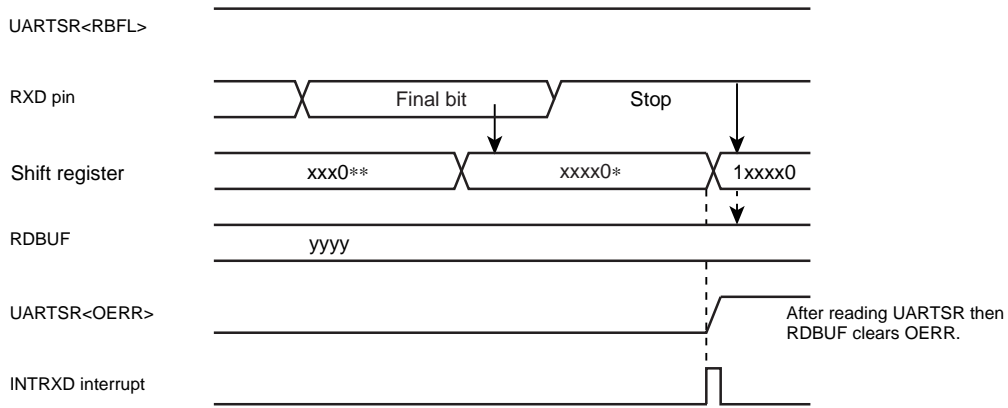 UARTSR<RBFL>
RXD pin
Final bit
Stop
Shift register
xxx0**
xxxx0*
1xxxx0
RDBUF
yyyy
UARTSR<OERR>
After reading UARTSR then
RDBUF clears OERR.
INTRXD interrupt